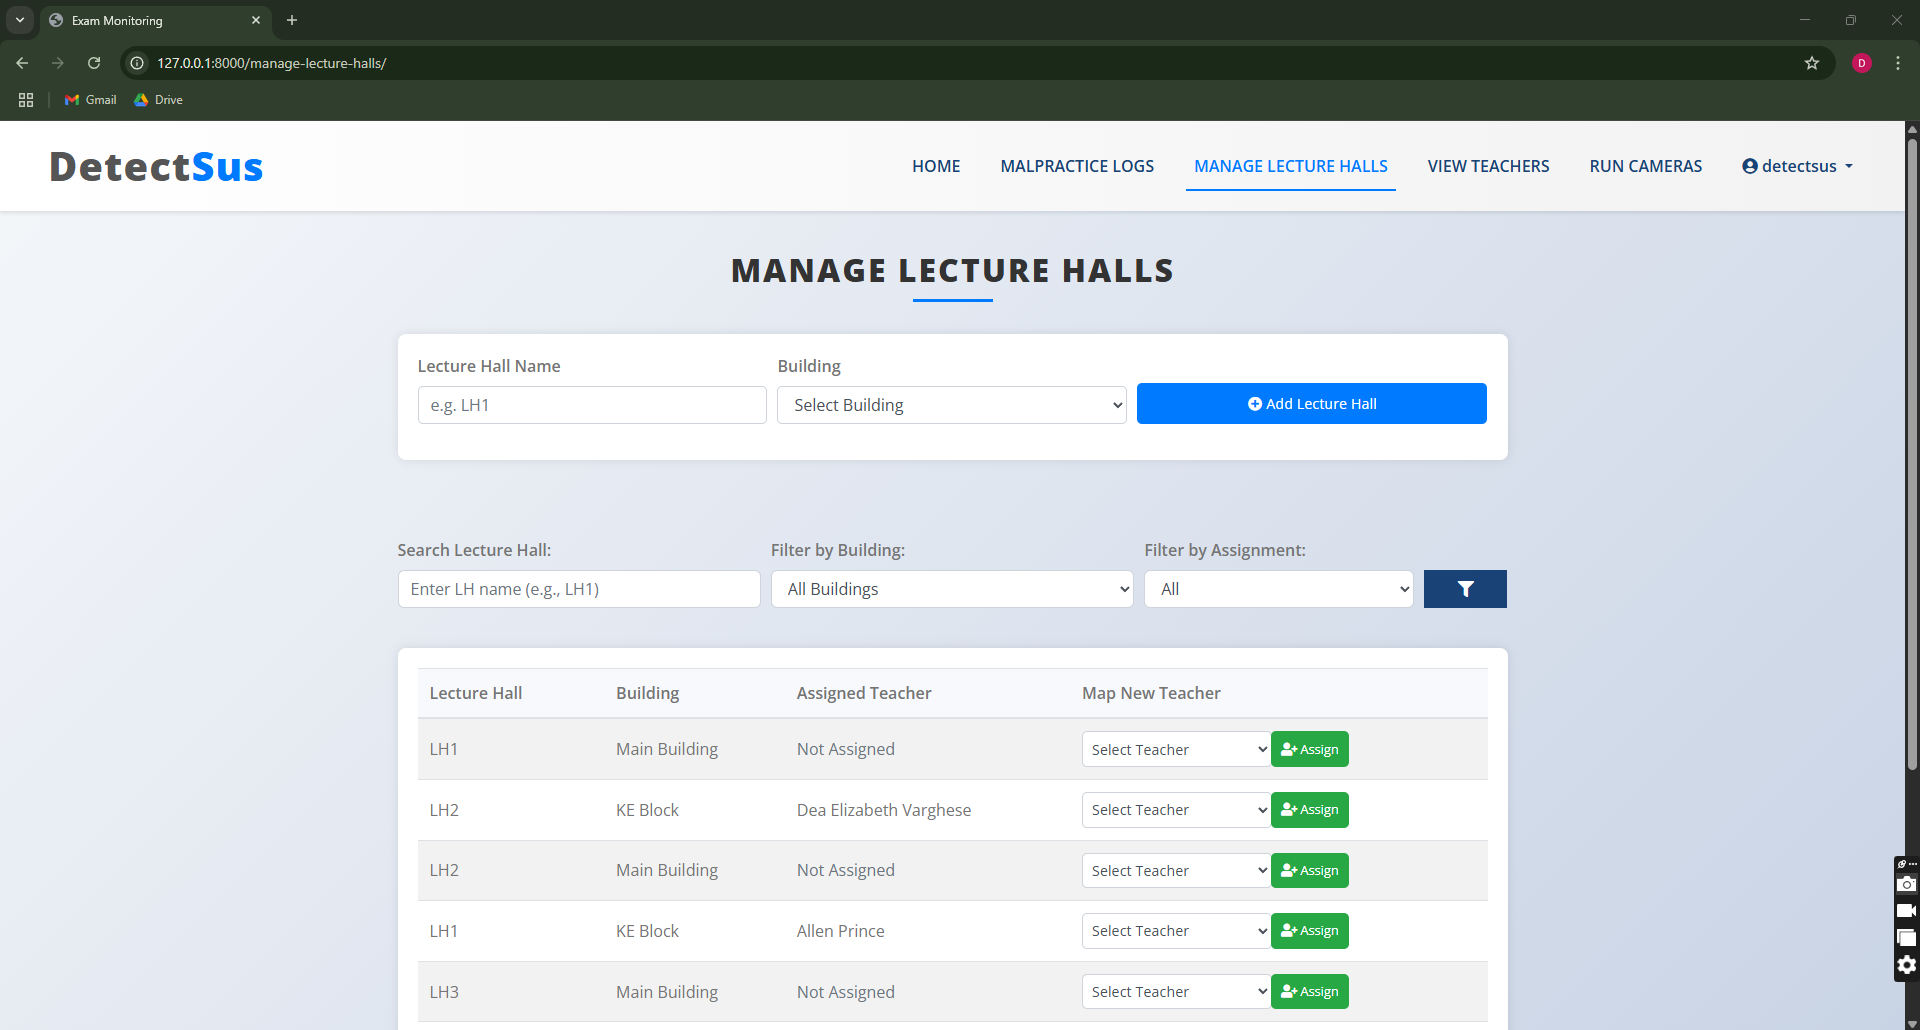 Exam Monitoring
127.0.0.1:8000/manage-lecture-halls/
D
Gmail Drive
DetectSus
HOME MALPRACTICE LOGS MANAGE LECTURE HALLS VIEW TEACHERS RUN CAMERAS detectsus
MANAGE LECTURE HALLS
Lecture Hall Name Building
e.g. LH1 Select Building Add Lecture Hall
Search Lecture Hall: Filter by Building: Filter by Assignment:
Enter LH name (e.g., LH1) All Buildings All
Lecture Hall Building Assigned Teacher Map New Teacher
LH1 Main Building Not Assigned Select Teacher Assign
LH2 KE Block Dea Elizabeth Varghese Select Teacher Assign
LH2 Main Building Not Assigned Select Teacher Assign
LH1 KE Block Allen Prince Select Teacher Assign
LH3 Main Building Not Assigned Select Teacher Assign